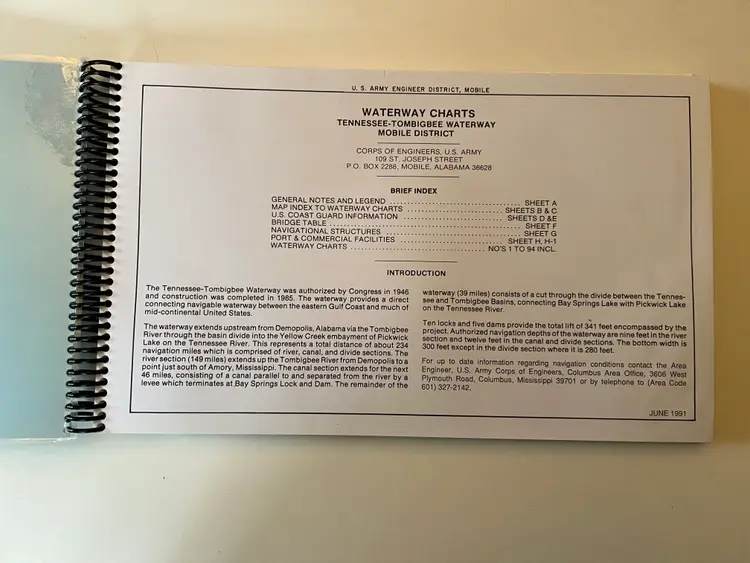 U. S. ARMY ENGINEER DISTRICT, MOBILE
WATERWAY CHARTS
TENNESSEE-TOMBIGBEE WATERWAY
MOBILE DISTRICT
CORPS OF ENGINEERS, U.S. ARMY
109 ST. JOSEPH STREET
P.O. BOX 2288, MOBILE, ALABAMA 36628
BRIEF INDEX
GENERAL NOTES AND LEGEND ........................ SHEET A
MAP INDEX TO WATERWAY CHARTS ........................ SHEETS B & C
U.S. COAST GUARD INFORMATION ........................ SHEETS D & E
BRIDGE TABLE ........................ SHEET F
NAVIGATIONAL STRUCTURES ........................ SHEET G
PORT & COMMERCIAL FACILITIES ........................ SHEET H, H-1
WATERWAY CHARTS ........................ NO'S 1 TO 94 INCL.
INTRODUCTION
The Tennessee-Tombigbee Waterway was authorized by Congress in 1946
and construction was completed in 1985. The waterway provides a direct
connecting navigable waterway between the eastern Gulf Coast and much of
mid-continental United States.
The waterway extends upstream from Demopolis, Alabama via the Tombigbee
River through the basin divide into the Yellow Creek embayment of Pickwick
Lake on the Tennessee River. This represents a total distance of about 234
navigation miles which is comprised of river, canal, and divide sections. The
river section (149 miles) extends up the Tombigbee River from Demopolis to a
point just south of Amory, Mississippi. The canal section extends for the next
46 miles, consisting of a canal parallel to and separated from the river by a
levee which terminates at Bay Springs Lock and Dam. The remainder of the
waterway (39 miles) consists of a cut through the divide between the Tennes-
see and Tombigbee Basins, connecting Bay Springs Lake with Pickwick Lake
on the Tennessee River.
Ten locks and five dams provide the total lift of 341 feet encompassed by the
project. Authorized navigation depths of the waterway are nine feet in the river
section and twelve feet in the canal and divide sections. The bottom width is
300 feet except in the divide section where it is 280 feet.
For up to date information regarding navigation conditions contact the Area
Engineer, U.S. Army Corps of Engineers, Columbus Area Office, 3606 West
Plymouth Road, Columbus, Mississippi 39701 or by telephone to (Area Code
601) 327-2142.
JUNE 1991